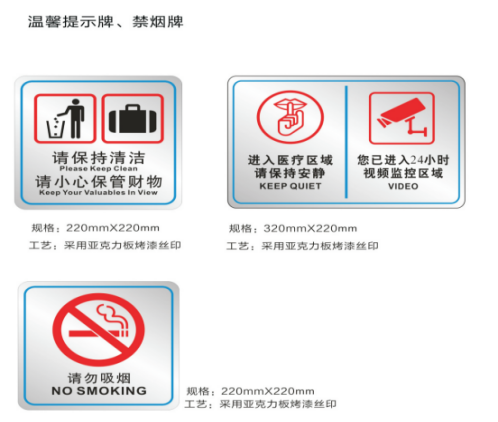 温馨提示牌、禁烟牌
请保持清洁
Please Keep Clean
请小心保管财物
Keep Your Valuables In View
进入医疗区域
请保持安静
KEEP QUIET
您已进入24小时
视频监控区域
VIDEO
规格：220mmX220mm
工艺：采用亚克力板烤漆丝印
规格：320mmX220mm
工艺：采用亚克力板烤漆丝印
请勿吸烟
NO SMOKING
规格：220mmX220mm
工艺：采用亚克力板烤漆丝印